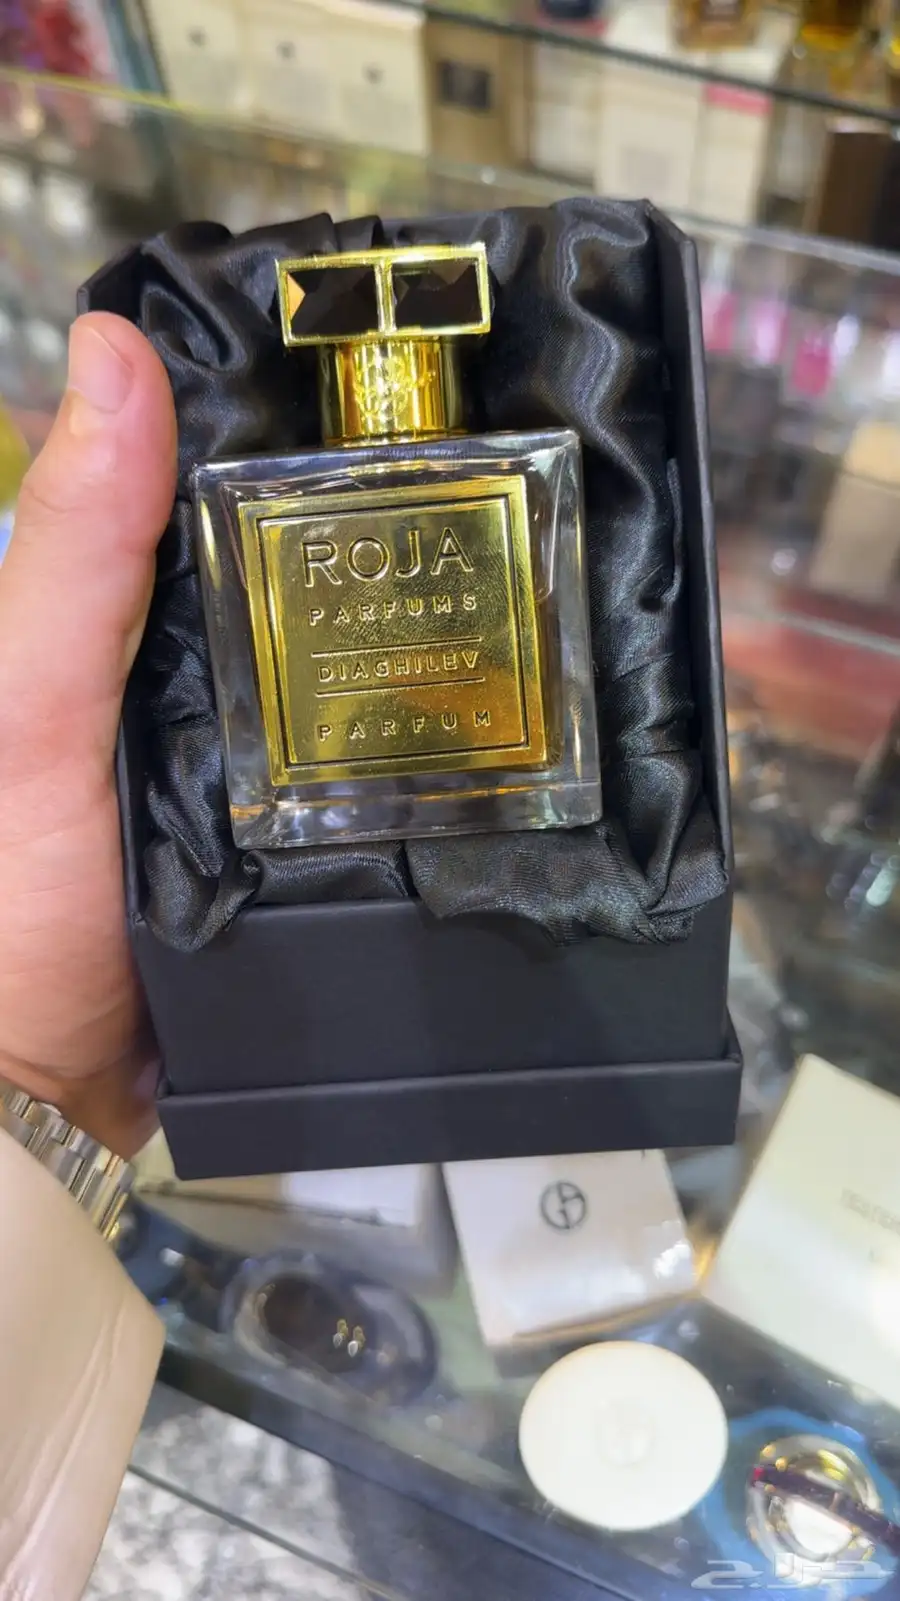 ROJA
PARFUMS
DIAGHILEV
PARFUM
حراج